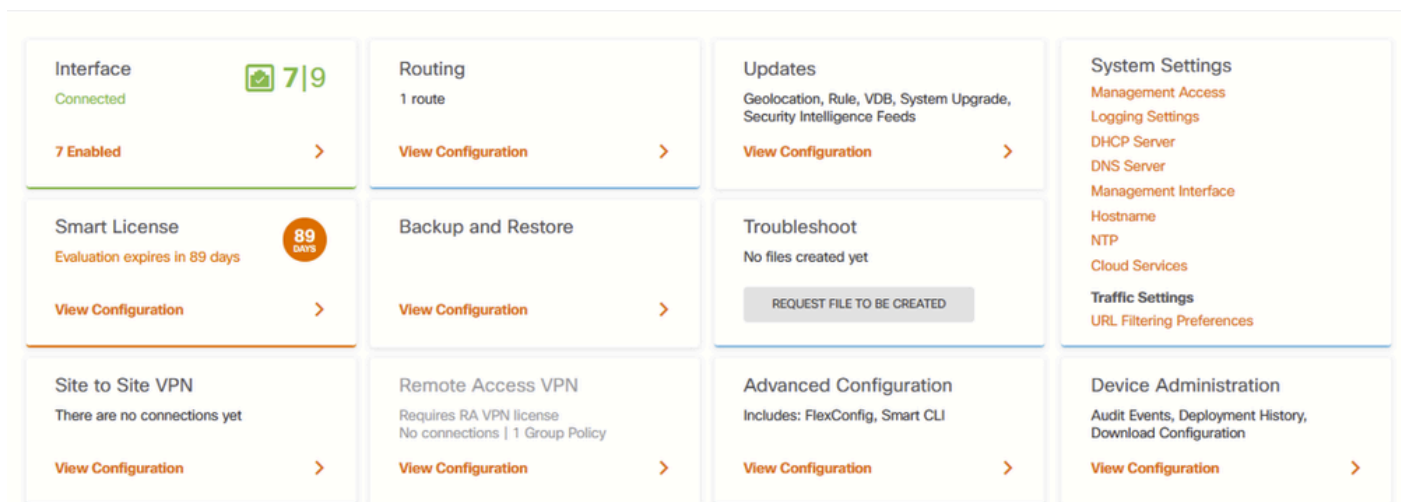 Interface
7|9
Connected
7 Enabled
Routing
1 route
View Configuration
Updates
Geolocation, Rule, VDB, System Upgrade,
Security Intelligence Feeds
View Configuration
System Settings
Management Access
Logging Settings
DHCP Server
DNS Server
Management Interface
Hostname
NTP
Cloud Services
Traffic Settings
URL Filtering Preferences
Smart License
89
DAYS
Evaluation expires in 89 days
View Configuration
Backup and Restore
View Configuration
Troubleshoot
No files created yet
REQUEST FILE TO BE CREATED
Site to Site VPN
There are no connections yet
View Configuration
Remote Access VPN
Requires RA VPN license
No connections | 1 Group Policy
View Configuration
Advanced Configuration
Includes: FlexConfig, Smart CLI
View Configuration
Device Administration
Audit Events, Deployment History,
Download Configuration
View Configuration